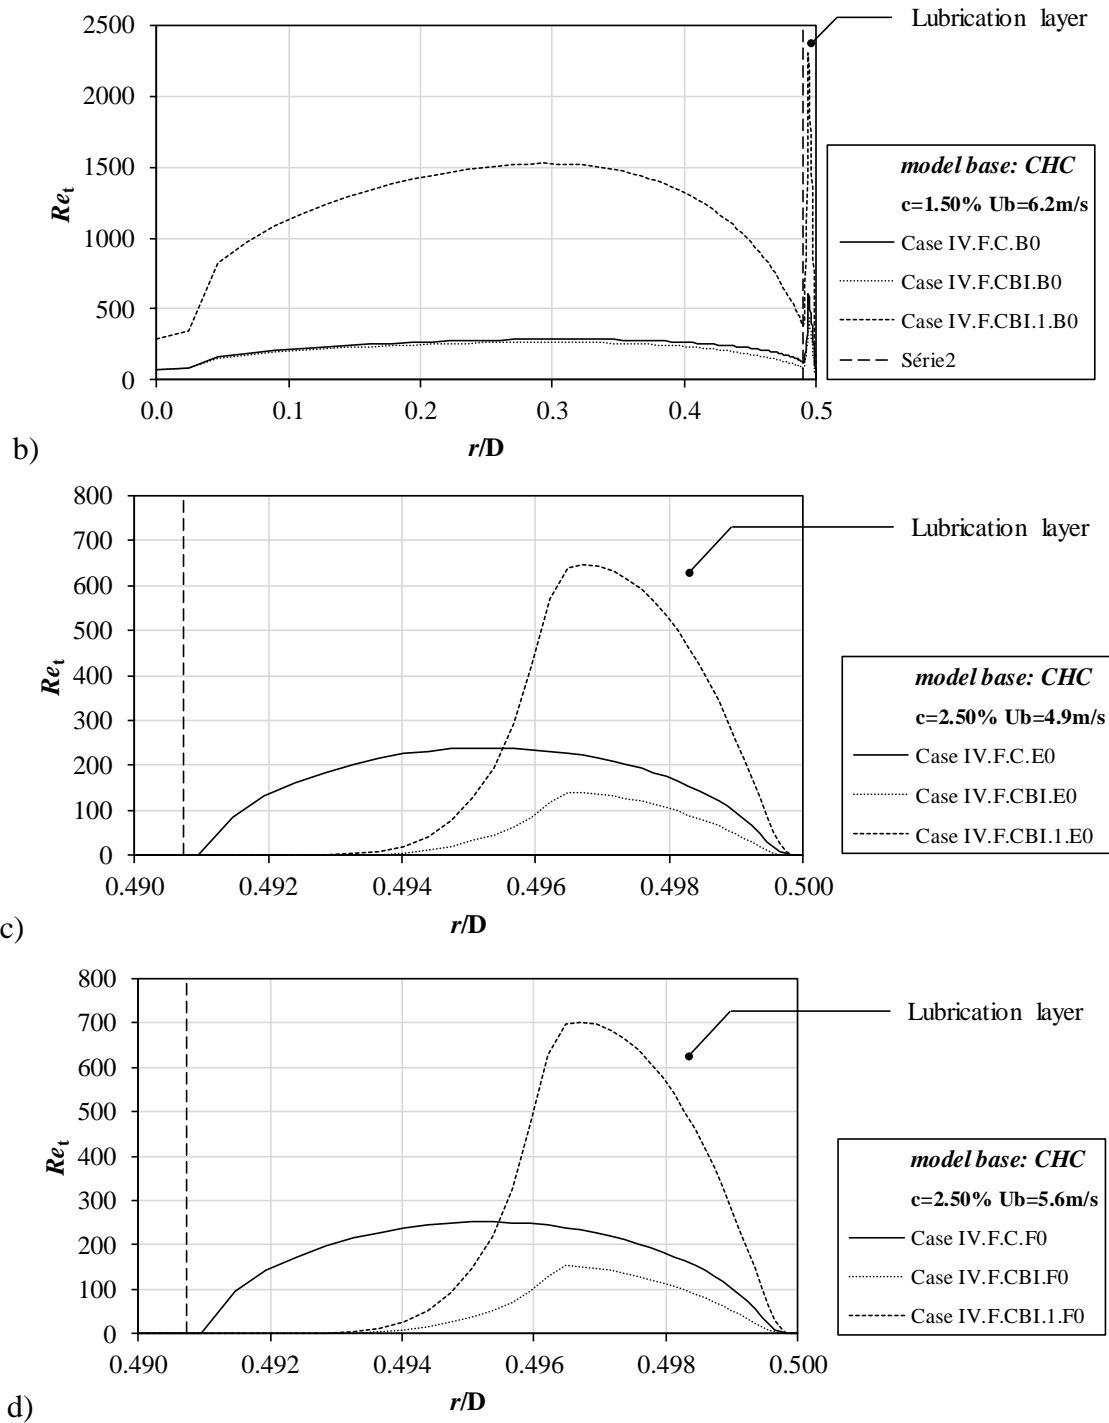 2500
2000
1500
1000
500
0
Re_t
0.0 0.1 0.2 0.3 0.4 0.5
r/D
Lubrication layer
model base: CHC
c=1.50% Ub=6.2m/s
Case IV.F.C.B0
Case IV.F.CBI.B0
Case IV.F.CBI.1.B0
Série2
b)
800
700
600
500
400
300
200
100
0
Re_t
0.490 0.492 0.494 0.496 0.498 0.500
r/D
Lubrication layer
model base: CHC
c=2.50% Ub=4.9m/s
Case IV.F.C.E0
Case IV.F.CBI.E0
Case IV.F.CBI.1.E0
c)
800
700
600
500
400
300
200
100
0
Re_t
0.490 0.492 0.494 0.496 0.498 0.500
r/D
Lubrication layer
model base: CHC
c=2.50% Ub=5.6m/s
Case IV.F.C.F0
Case IV.F.CBI.F0
Case IV.F.CBI.1.F0
d)